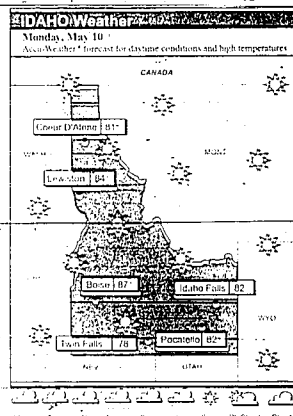 IDAHO Weather
Monday, May 10
Accu-Weather® forecast for daytime conditions and high temperatures
CANADA
Coeur D'Alene 81°
WASH
MONT
Lewiston 84°
Boise 87°
Idaho Falls 82
WYO
Twin Falls 78
Pocatello 82°
NEV
UTAH